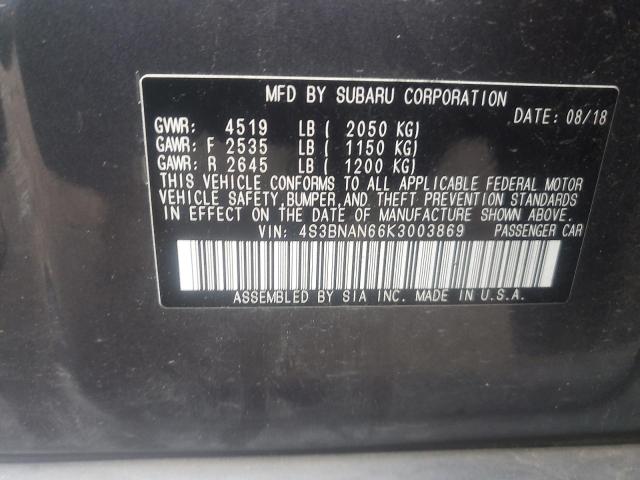 MFD BY SUBARU CORPORATION
DATE: 08/18
GVWR: 4519 LB ( 2050 KG)
GAWR: F 2535 LB ( 1150 KG)
GAWR: R 2645 LB ( 1200 KG)
THIS VEHICLE CONFORMS TO ALL APPLICABLE FEDERAL MOTOR
VEHICLE SAFETY,BUMPER,AND THEFT PREVENTION STANDARDS
IN EFFECT ON THE DATE OF MANUFACTURE SHOWN ABOVE.
VIN: 4S3BNAN66K3003869 PASSENGER CAR
ASSEMBLED BY SIA INC. MADE IN U.S.A.